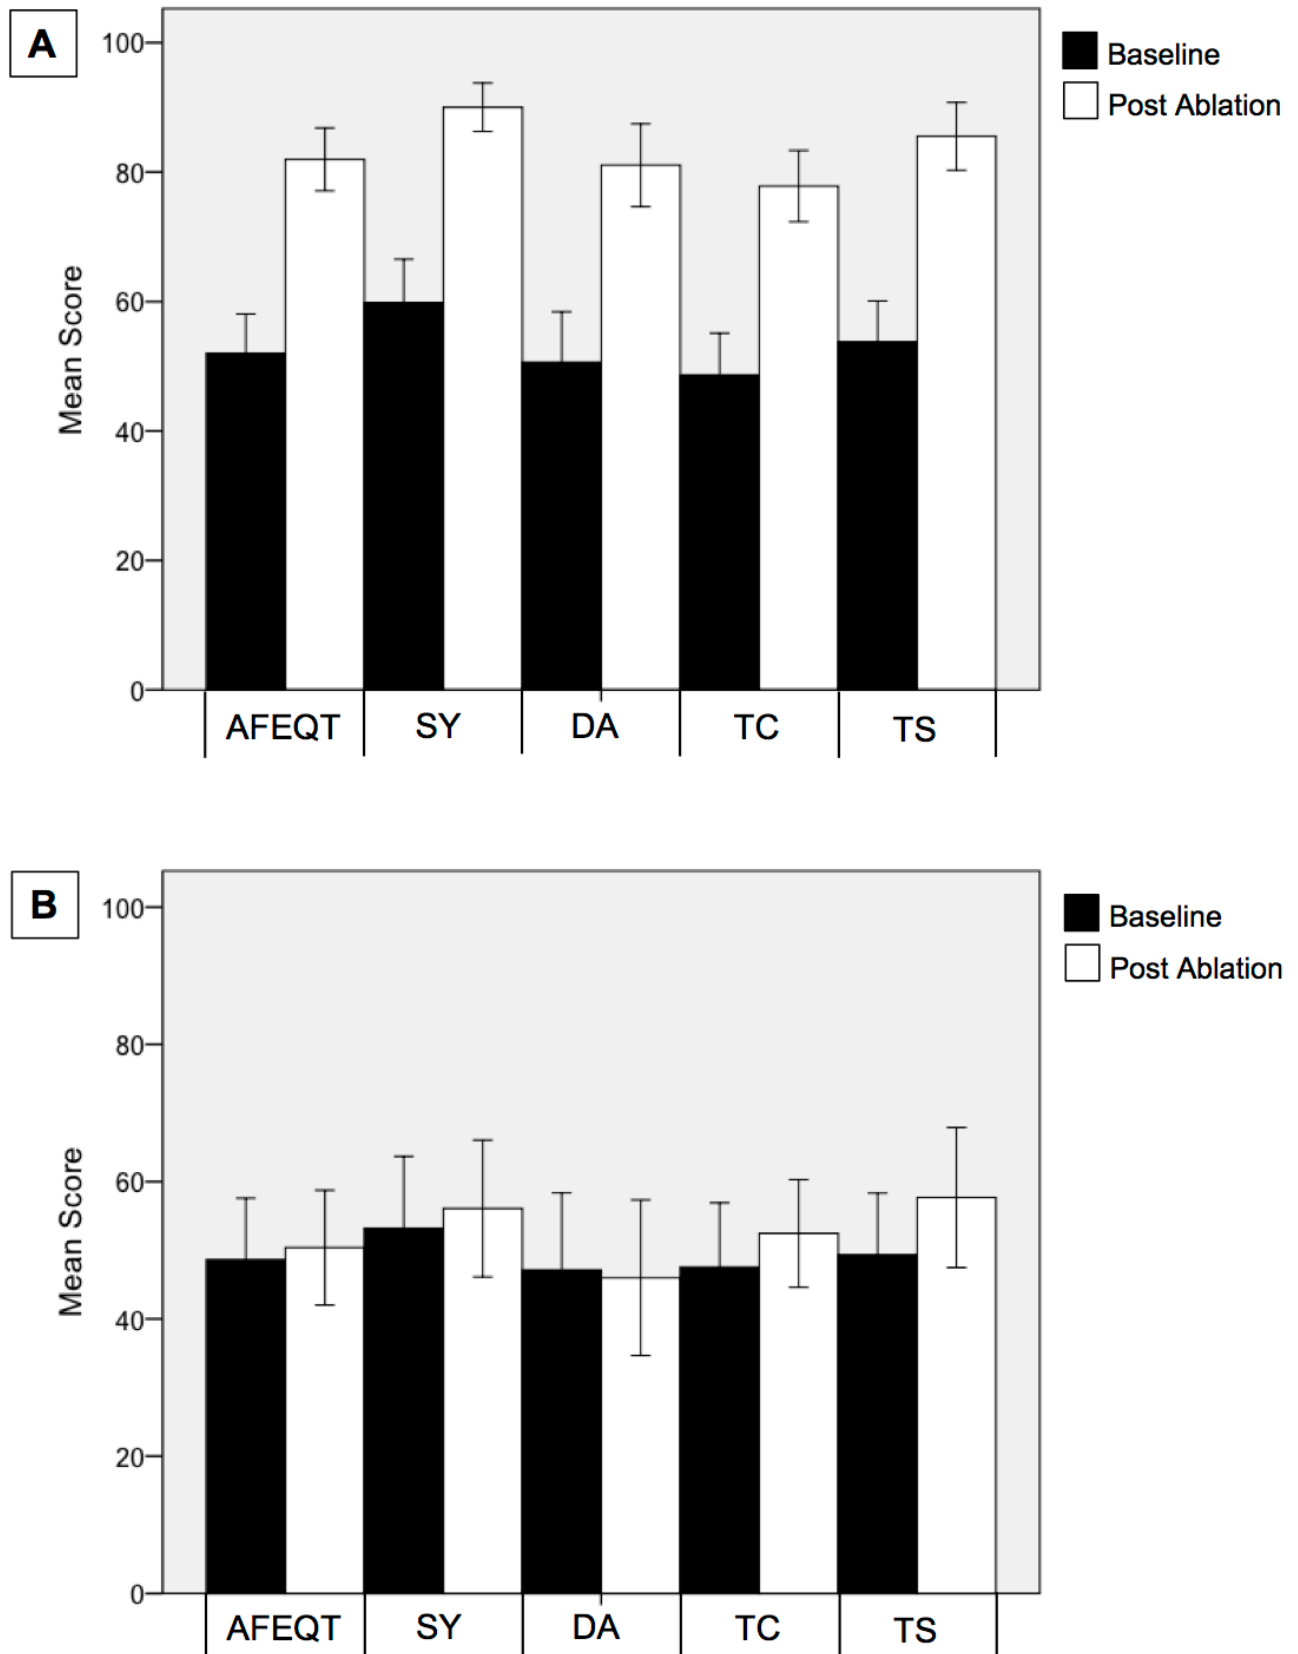 A
Baseline
Post Ablation
100
80
60
40
20
0
Mean Score
AFEQT SY DA TC TS
B
Baseline
Post Ablation
100
80
60
40
20
0
Mean Score
AFEQT SY DA TC TS